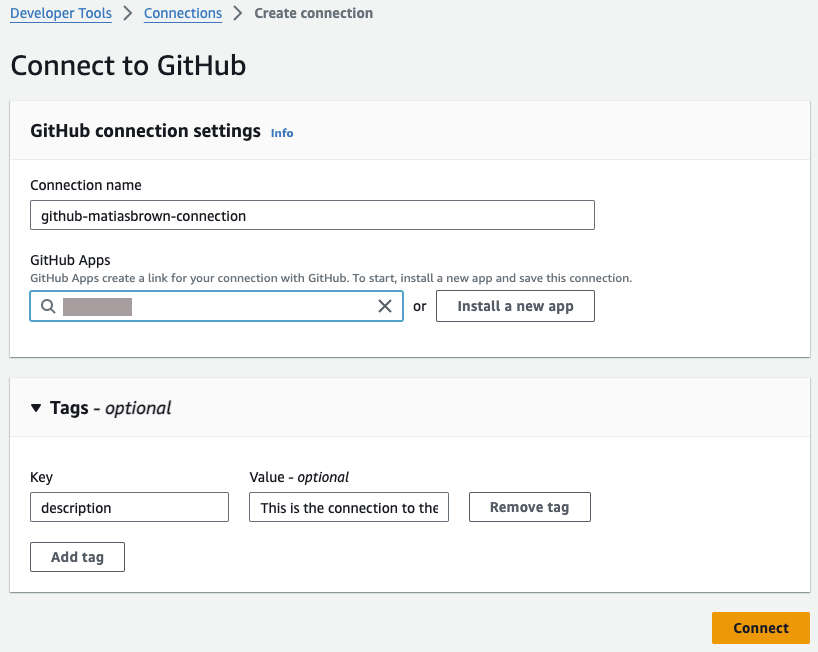 Developer Tools > Connections > Create connection
Connect to GitHub
GitHub connection settings Info
Connection name
github-matiasbrown-connection
GitHub Apps
GitHub Apps create a link for your connection with GitHub. To start, install a new app and save this connection.
or Install a new app
Tags - optional
Key Value - optional
description This is the connection to the Remove tag
Add tag
Connect